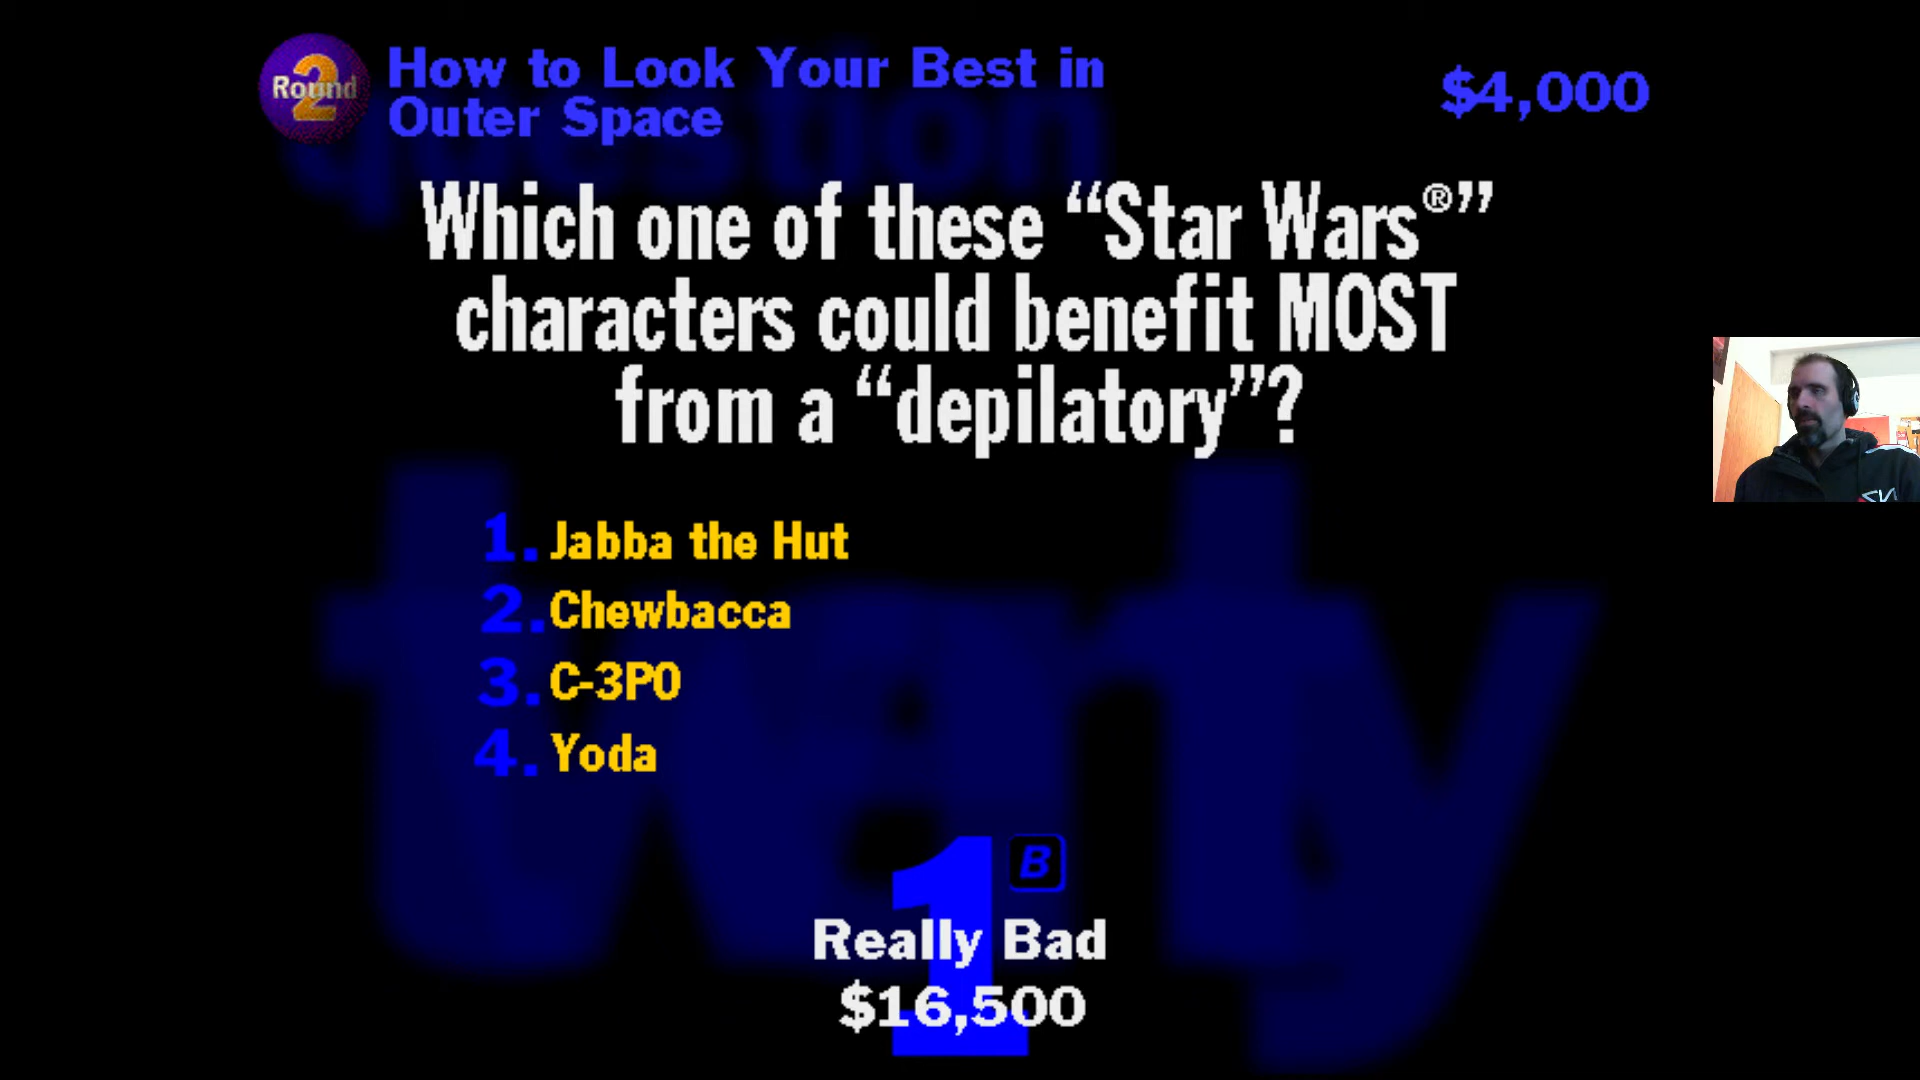 Round 2
How to Look Your Best in
Outer Space
$4,000
question
Which one of these “Star Wars®”
characters could benefit MOST
from a “depilatory”?
1. Jabba the Hut
2. Chewbacca
3. C-3PO
4. Yoda
twenty
1 B
Really Bad
$16,500